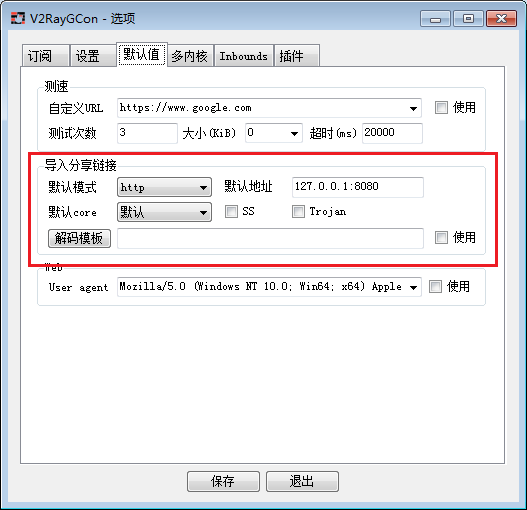 V2RayGCon - 选项
订阅 设置 默认值 多内核 Inbounds 插件
测速
自定义URL https://www.google.com 使用
测试次数 3 大小(KiB) 0 超时(ms) 20000
导入分享链接
默认模式 http 默认地址 127.0.0.1:8080
默认core 默认 SS Trojan
解码模板 使用
Web
User agent Mozilla/5.0 (Windows NT 10.0; Win64; x64) Apple 使用
保存 退出